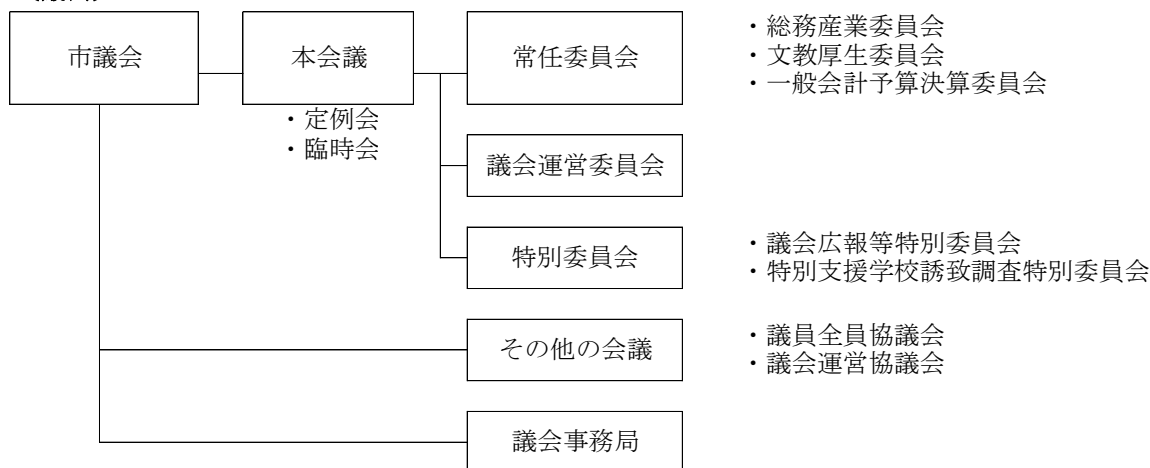 市議会
本会議
・定例会
・臨時会
常任委員会
・総務産業委員会
・文教厚生委員会
・一般会計予算決算委員会
議会運営委員会
特別委員会
・議会広報等特別委員会
・特別支援学校誘致調査特別委員会
その他の会議
・議員全員協議会
・議会運営協議会
議会事務局